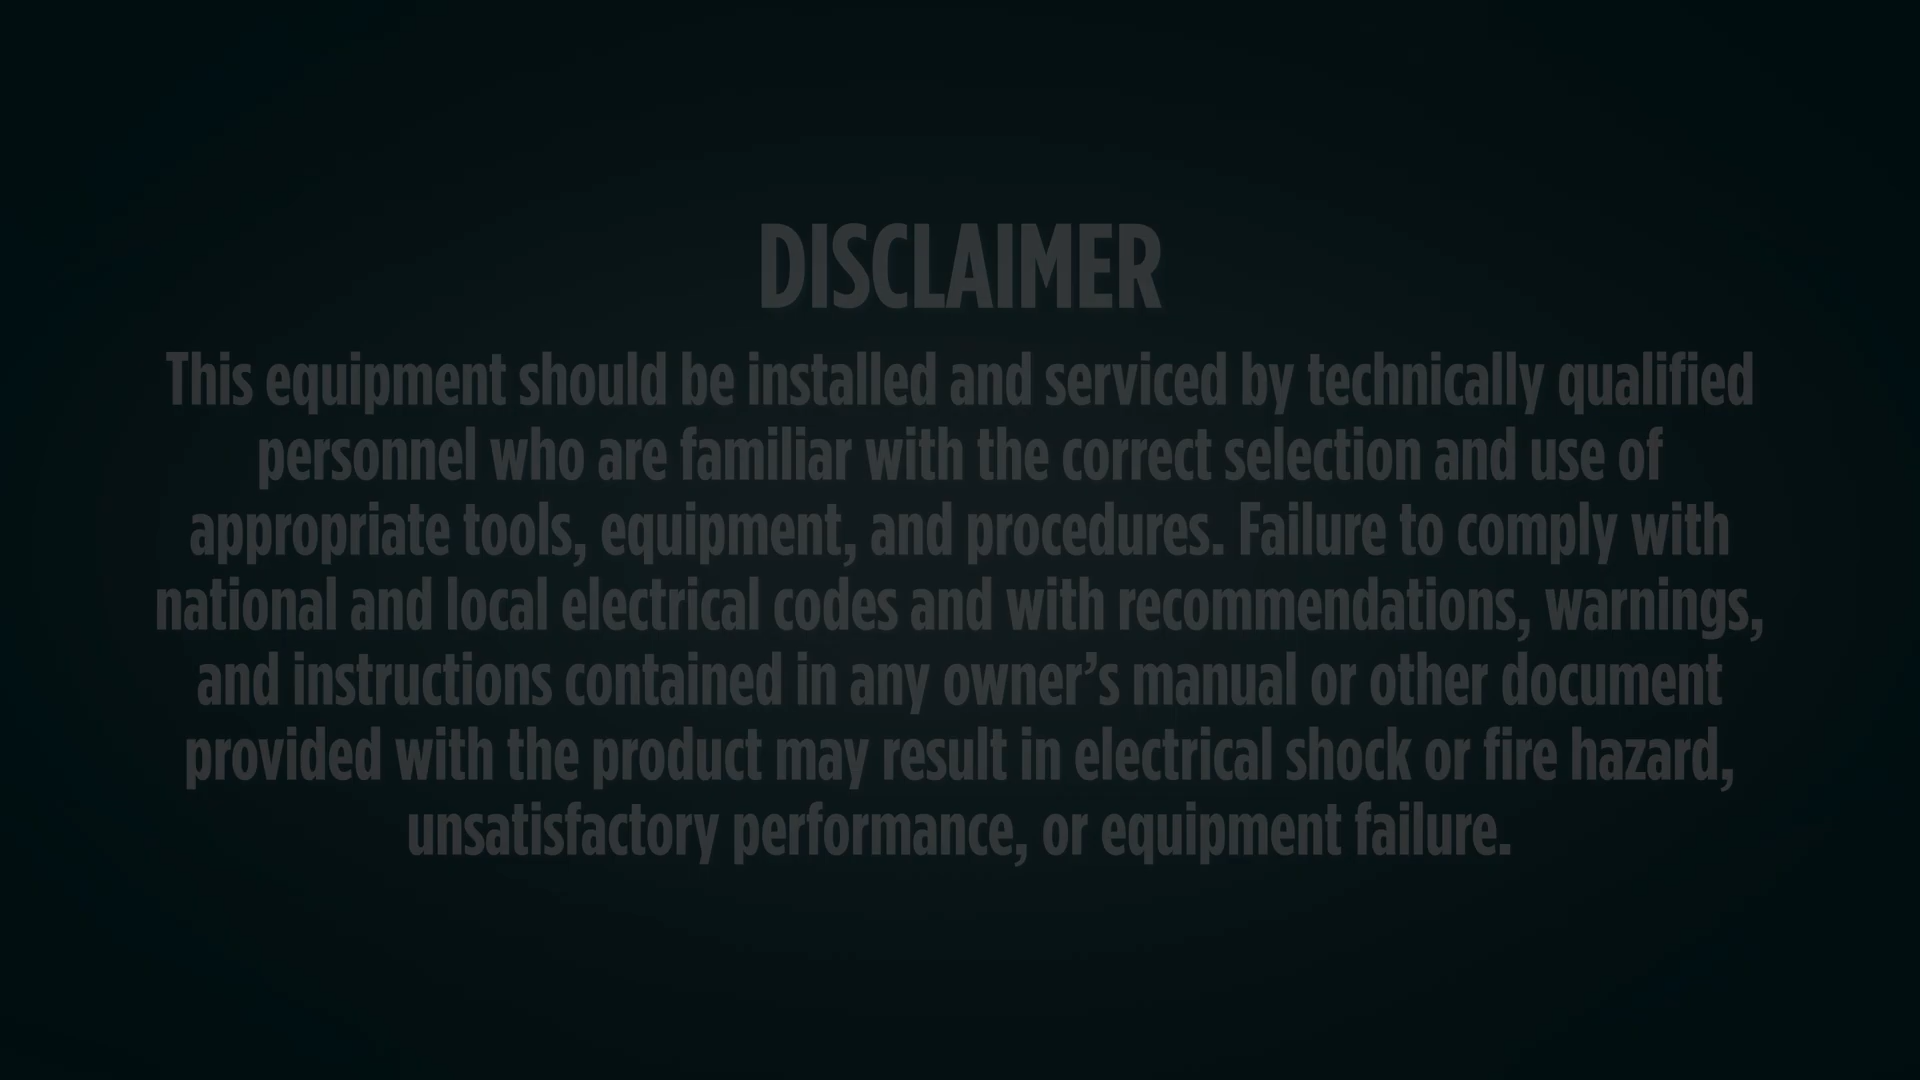 DISCLAIMER
This equipment should be installed and serviced by technically qualified
personnel who are familiar with the correct selection and use of
appropriate tools, equipment, and procedures. Failure to comply with
national and local electrical codes and with recommendations, warnings,
and instructions contained in any owner’s manual or other document
provided with the product may result in electrical shock or fire hazard,
unsatisfactory performance, or equipment failure.